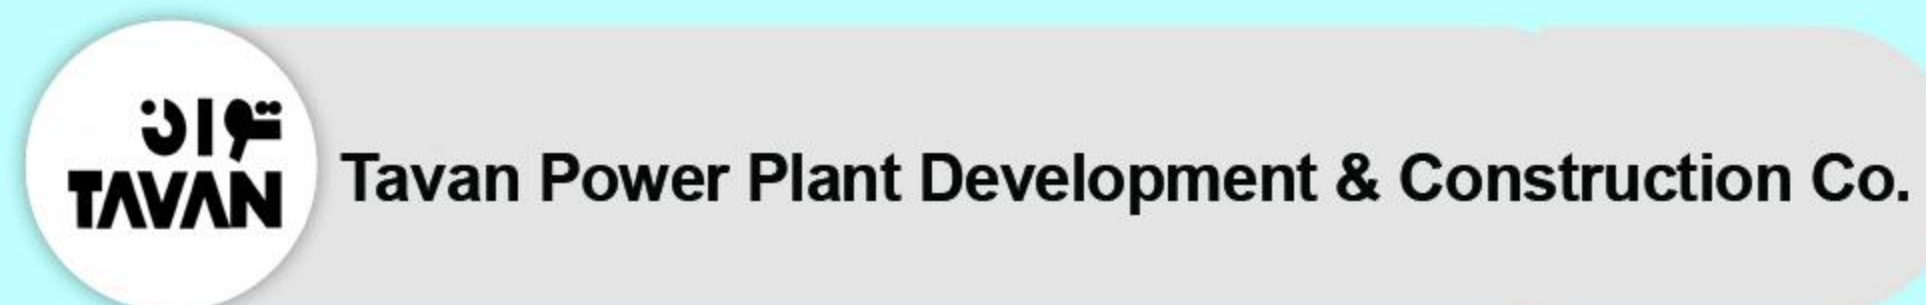 توان
TAVAN
Tavan Power Plant Development & Construction Co.